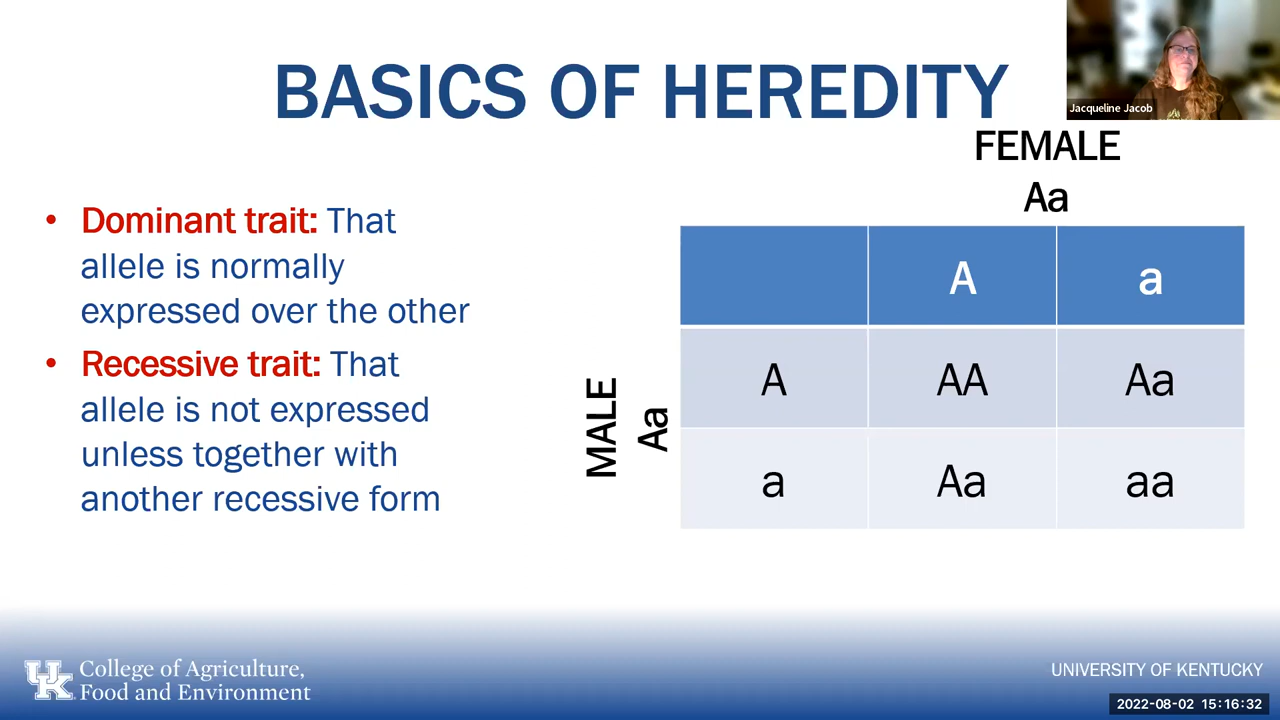 BASICS OF HEREDITY
Jacqueline Jacob
FEMALE
Aa
• Dominant trait: That
allele is normally
expressed over the other
• Recessive trait: That
allele is not expressed
unless together with
another recessive form
MALE
Aa
A a
A AA Aa
a Aa aa
UK College of Agriculture,
Food and Environment
UNIVERSITY OF KENTUCKY
2022-08-02 15:16:32